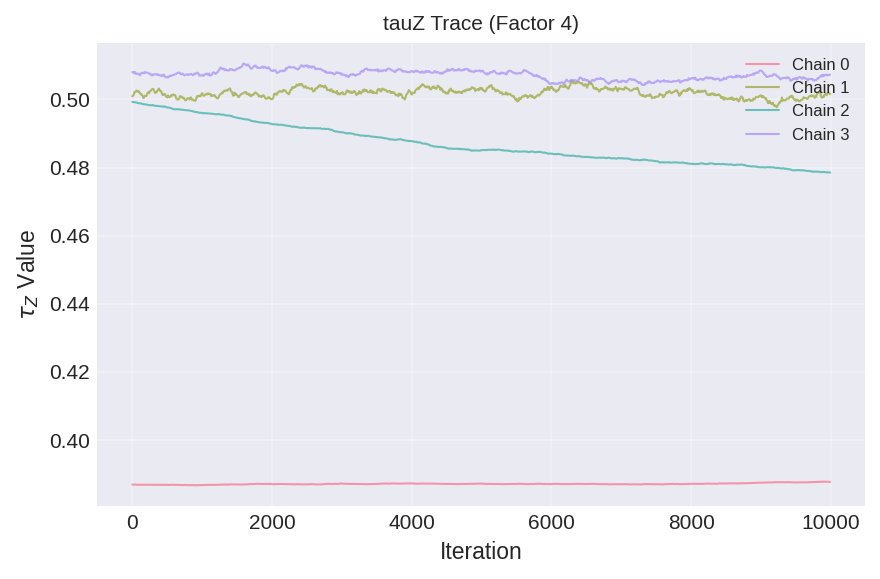 tauZ Trace (Factor 4)
Chain 0
Chain 1
Chain 2
Chain 3
0.50
0.48
0.46
0.44
0.42
0.40
τZ Value
0 2000 4000 6000 8000 10000
Iteration